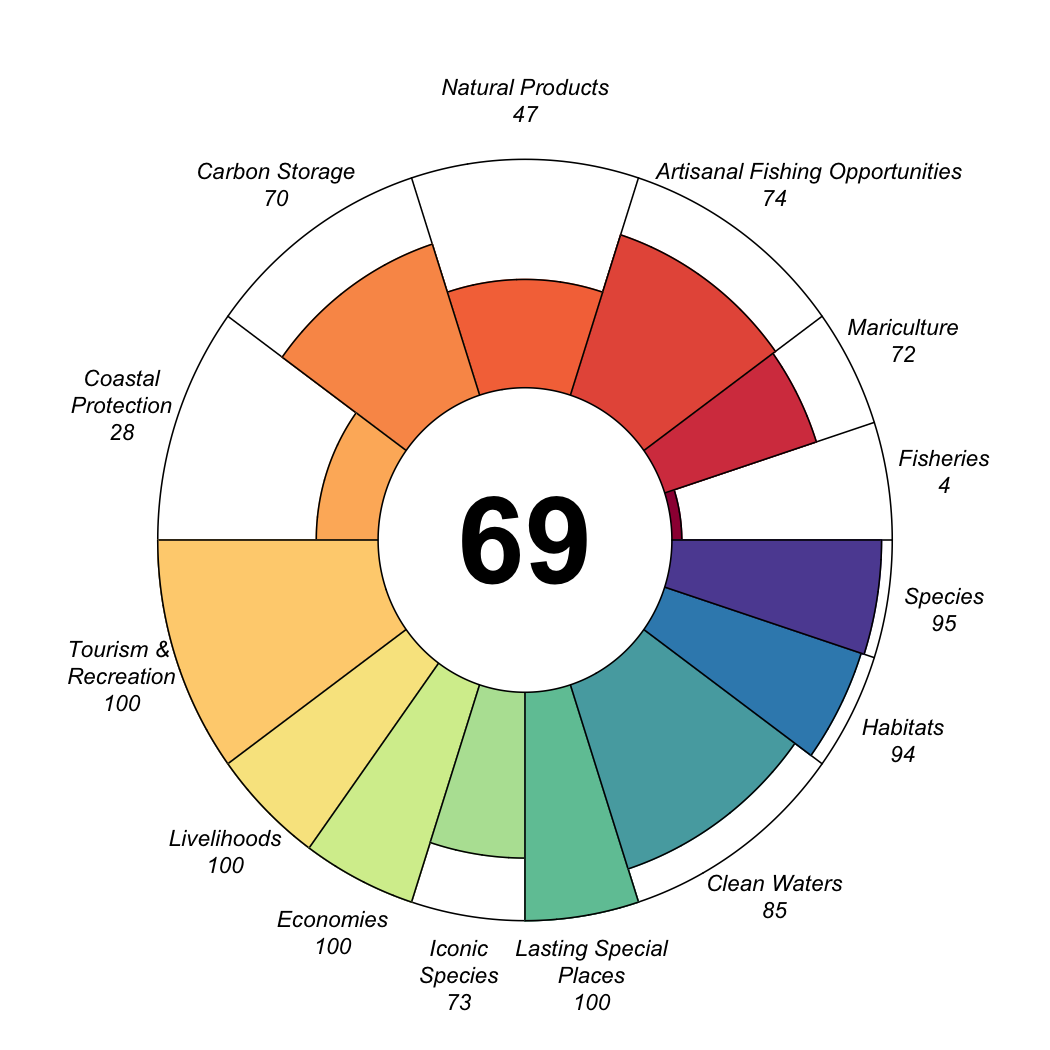 Natural Products
47
Carbon Storage
70
Artisanal Fishing Opportunities
74
Mariculture
72
Coastal
Protection
28
Fisheries
4
69
Species
95
Tourism &
Recreation
100
Habitats
94
Livelihoods
100
Clean Waters
85
Economies
100
Iconic
Species
73
Lasting Special
Places
100